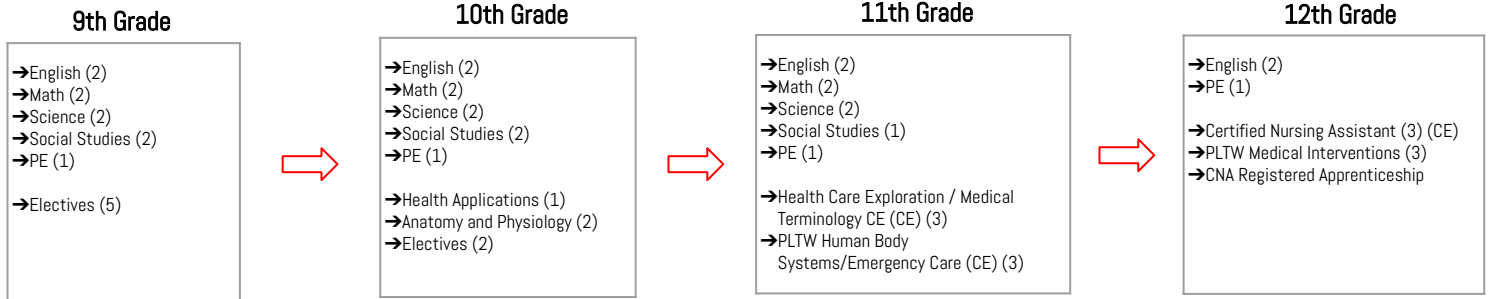 9th Grade
➔English (2)
➔Math (2)
➔Science (2)
➔Social Studies (2)
➔PE (1)
➔Electives (5)
10th Grade
➔English (2)
➔Math (2)
➔Science (2)
➔Social Studies (2)
➔PE (1)
➔Health Applications (1)
➔Anatomy and Physiology (2)
➔Electives (2)
11th Grade
➔English (2)
➔Math (2)
➔Science (2)
➔Social Studies (1)
➔PE (1)
➔Health Care Exploration / Medical
Terminology CE (CE) (3)
➔PLTW Human Body
Systems/Emergency Care (CE) (3)
12th Grade
➔English (2)
➔PE (1)
➔Certified Nursing Assistant (3) (CE)
➔PLTW Medical Interventions (3)
➔CNA Registered Apprenticeship